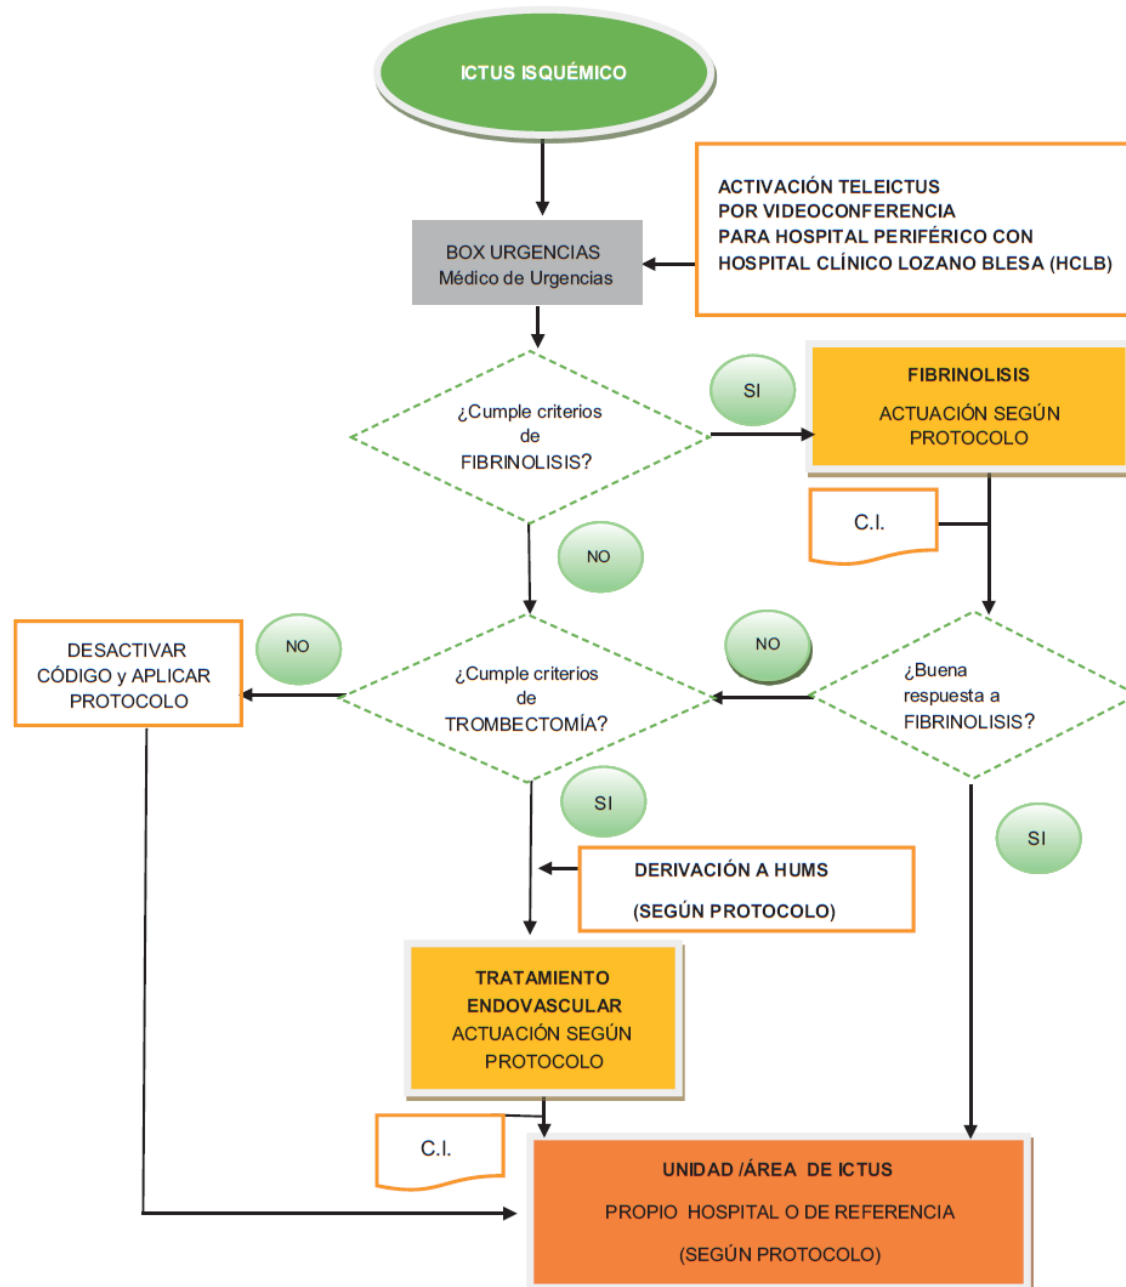 ICTUS ISQUÉMICO
ACTIVACIÓN TELEICTUS
POR VIDEOCONFERENCIA
PARA HOSPITAL PERIFÉRICO CON
HOSPITAL CLÍNICO LOZANO BLESA (HCLB)
BOX URGENCIAS
Médico de Urgencias
¿Cumple criterios
de
FIBRINOLISIS?
SI
FIBRINOLISIS
ACTUACIÓN SEGÚN
PROTOCOLO
C.I.
NO
¿Buena
respuesta a
FIBRINOLISIS?
NO
¿Cumple criterios
de
TROMBECTOMÍA?
NO
DESACTIVAR
CÓDIGO y APLICAR
PROTOCOLO
SI
SI
DERIVACIÓN A HUMS
(SEGÚN PROTOCOLO)
TRATAMIENTO
ENDOVASCULAR
ACTUACIÓN SEGÚN
PROTOCOLO
C.I.
UNIDAD /ÁREA DE ICTUS
PROPIO HOSPITAL O DE REFERENCIA
(SEGÚN PROTOCOLO)